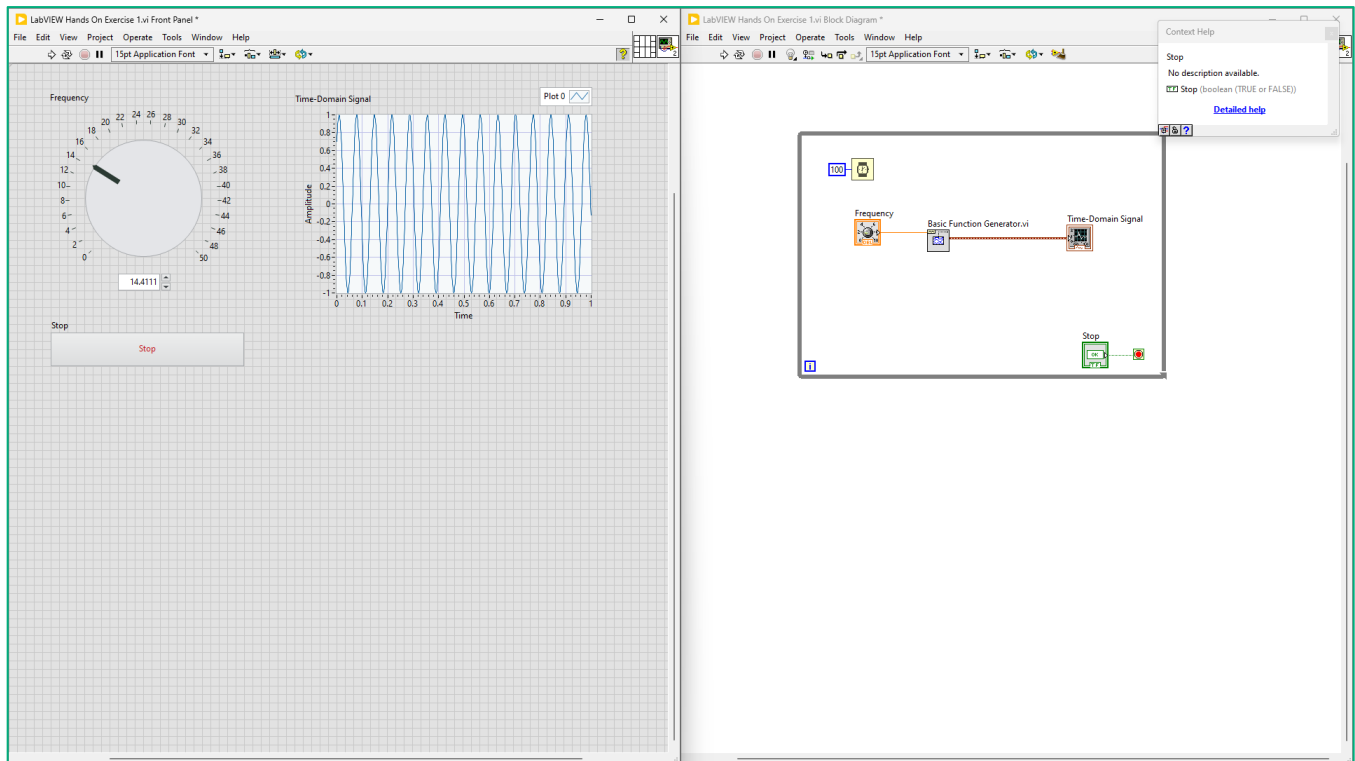 LabVIEW Hands On Exercise 1.vi Front Panel *
File Edit View Project Operate Tools Window Help
15pt Application Font
?
2
Frequency
0
2
4
6
8
10
12
14
16
18
20
22
24
26
28
30
32
34
36
38
40
42
44
46
48
50
14.4111
Stop
Stop
Time-Domain Signal
Plot 0
Amplitude
1
0.8
0.6
0.4
0.2
0
-0.2
-0.4
-0.6
-0.8
-1
0 0.1 0.2 0.3 0.4 0.5 0.6 0.7 0.8 0.9 1
Time
LabVIEW Hands On Exercise 1.vi Block Diagram *
File Edit View Project Operate Tools Window Help
15pt Application Font
2
Context Help
Stop
No description available.
TF Stop (boolean (TRUE or FALSE))
Detailed help
?
100
Frequency
Basic Function Generator.vi
Time-Domain Signal
Stop
OK
TF
i